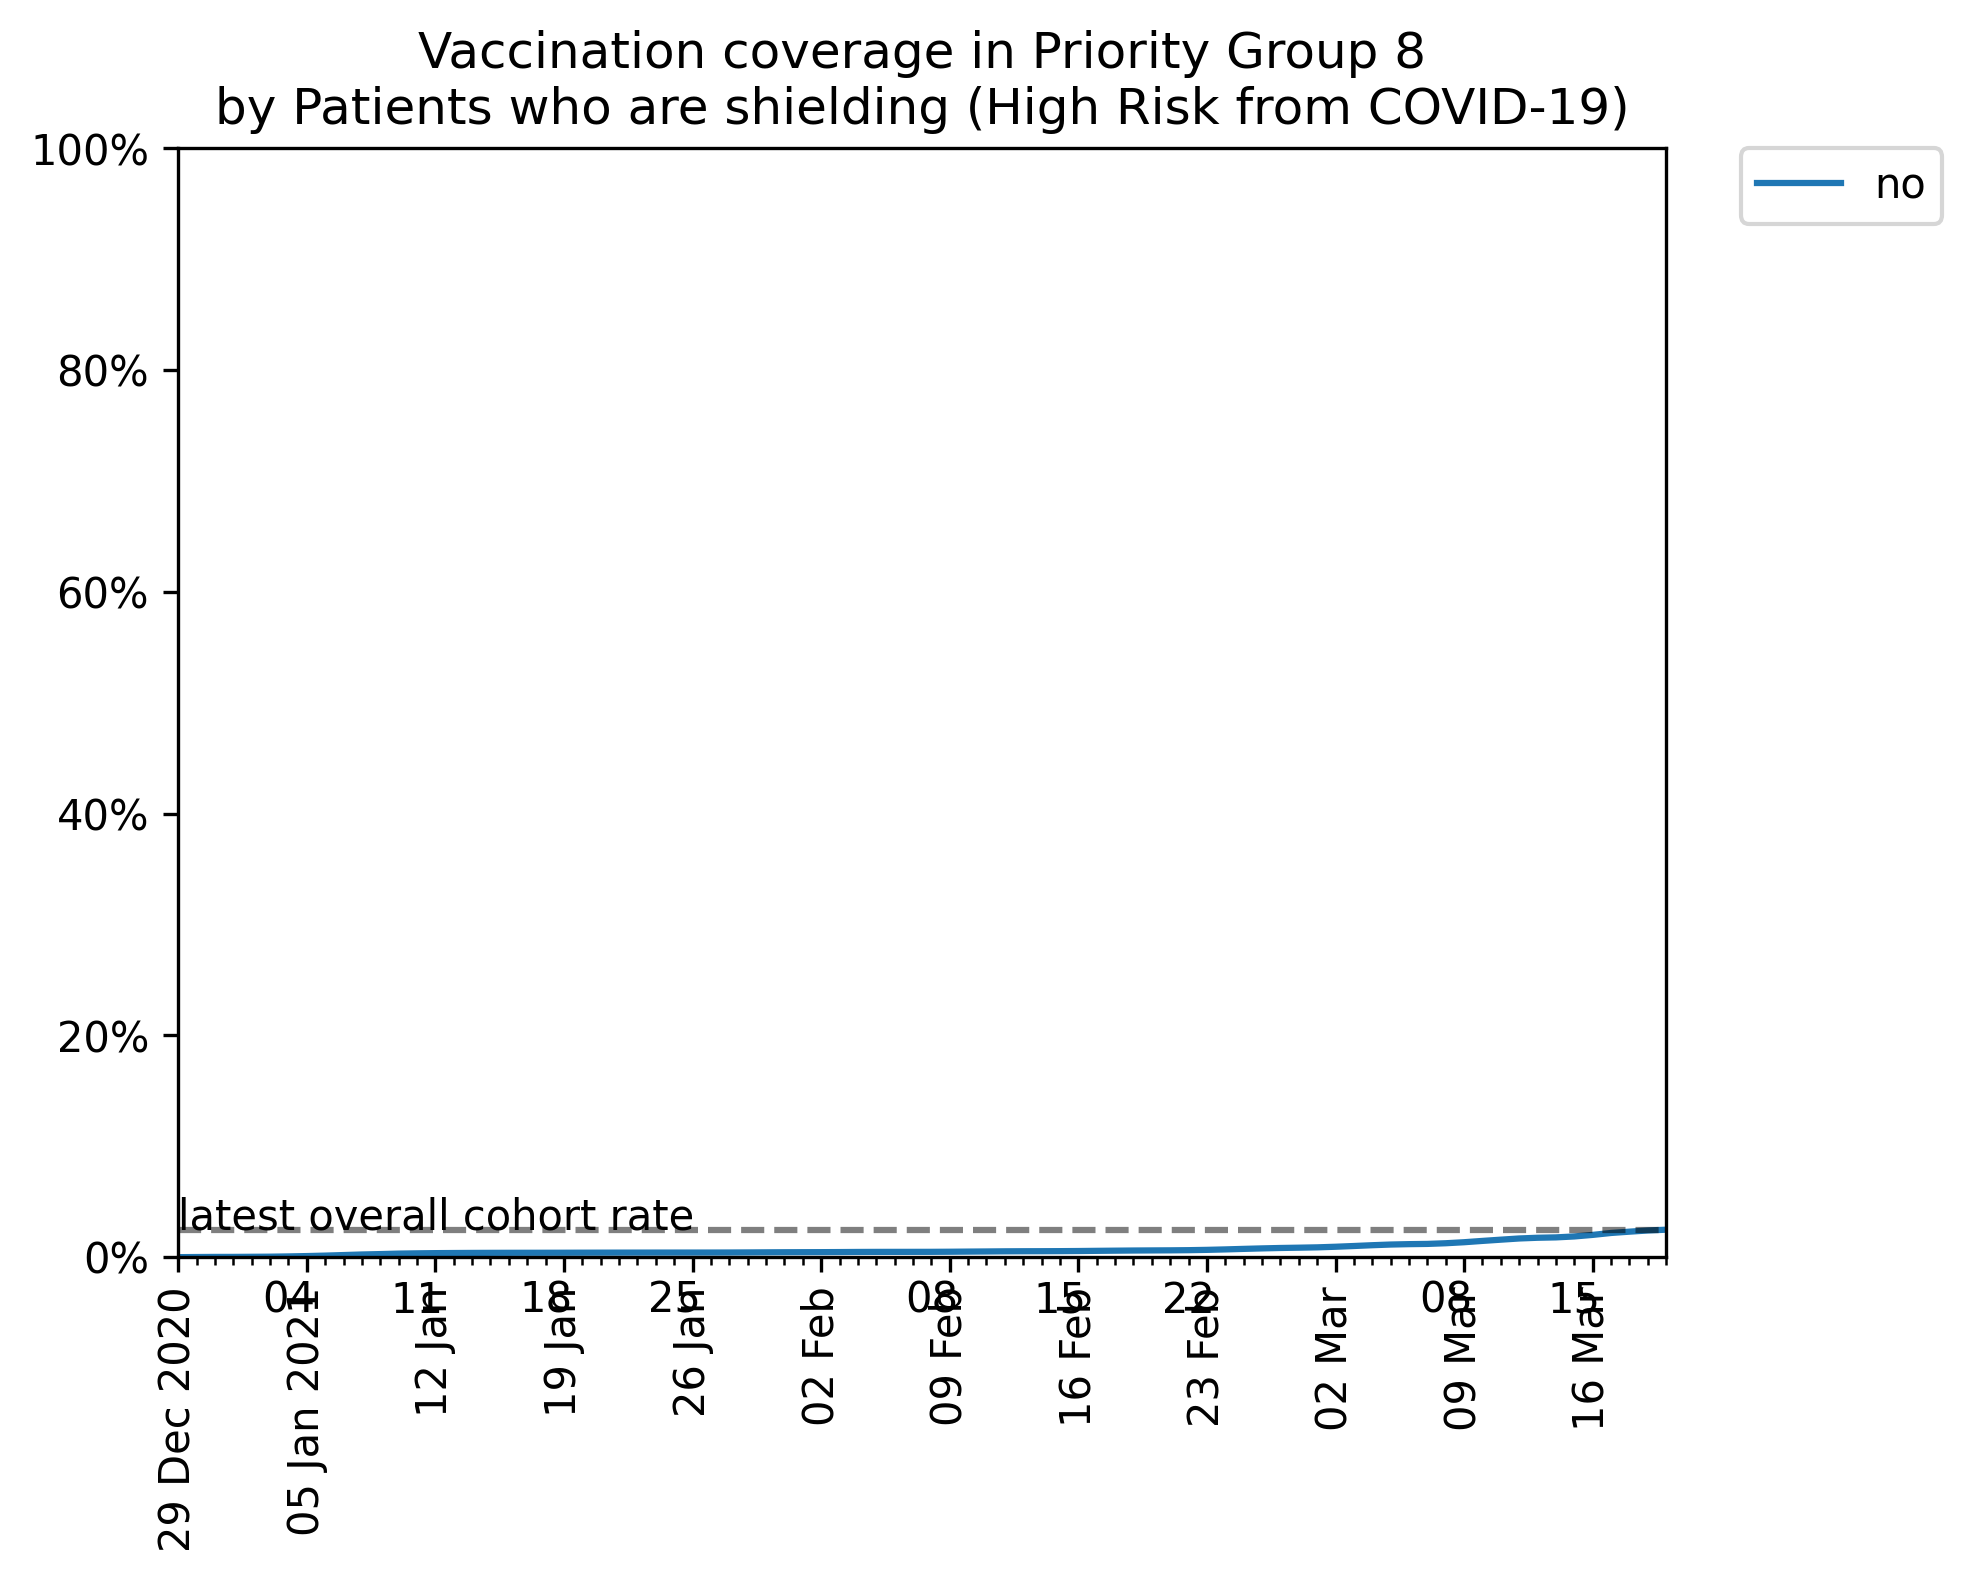 Vaccination coverage in Priority Group 8
by Patients who are shielding (High Risk from COVID-19)
100%
80%
60%
40%
20%
0%
no
latest overall cohort rate
04
11
18
25
08
15
22
08
15
29 Dec 2020
05 Jan 2021
12 Jan
19 Jan
26 Jan
02 Feb
09 Feb
16 Feb
23 Feb
02 Mar
09 Mar
16 Mar